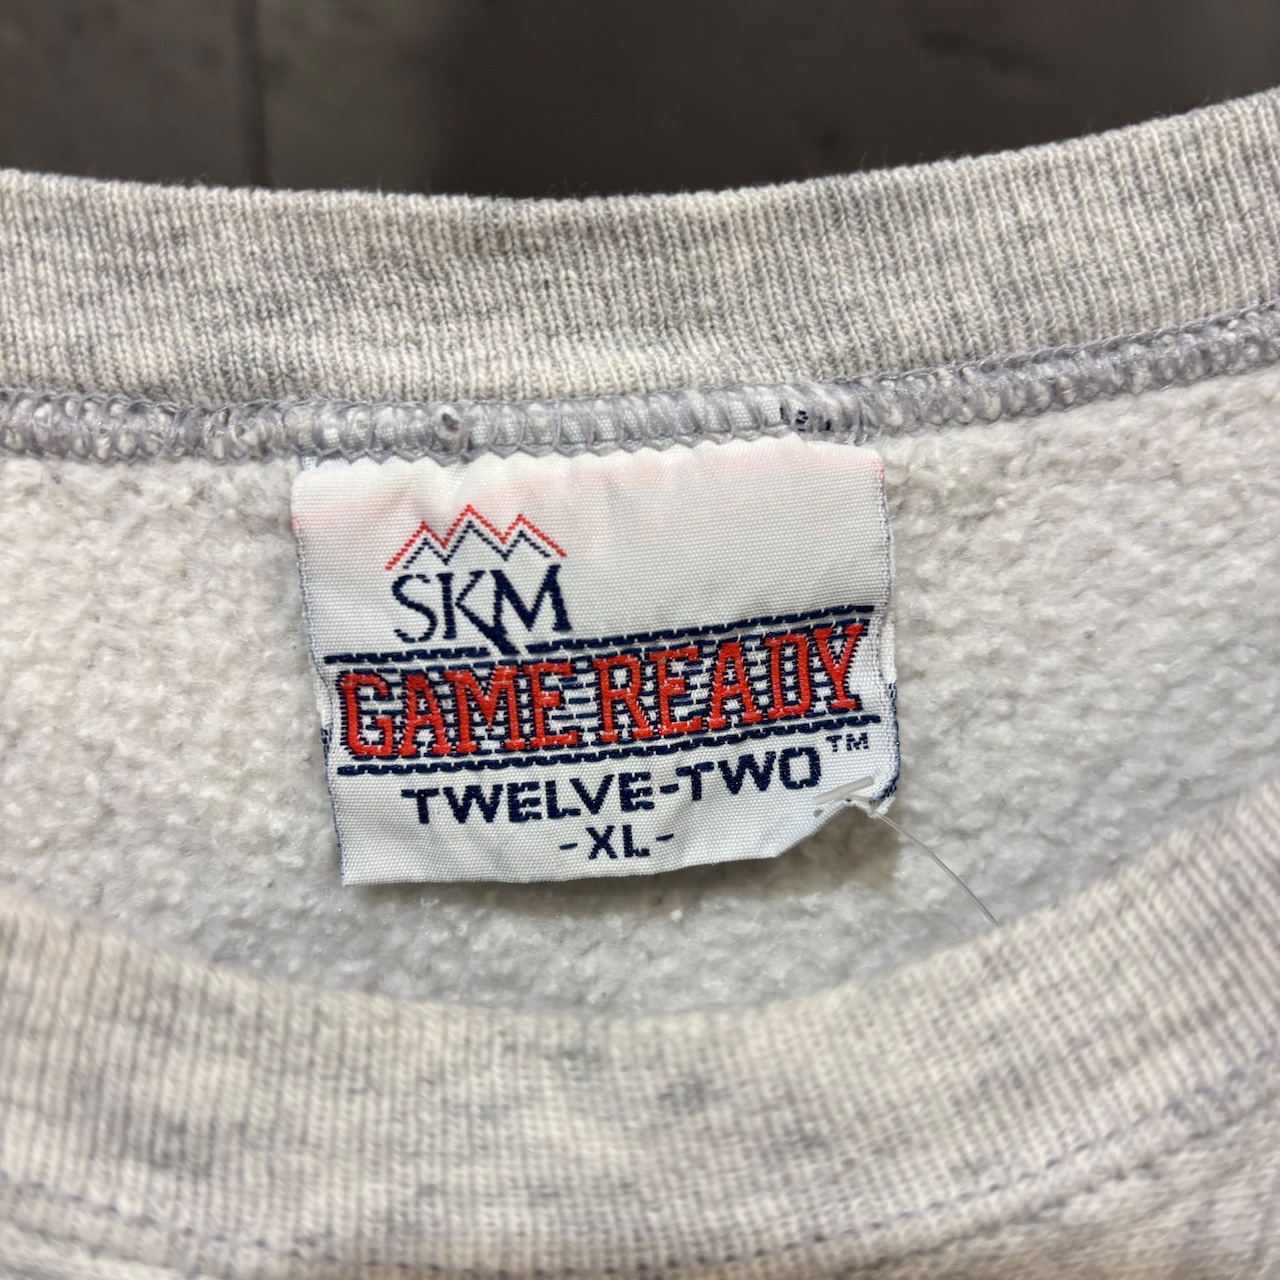 SKM
GAME READY
TWELVE-TWO™
-XL-